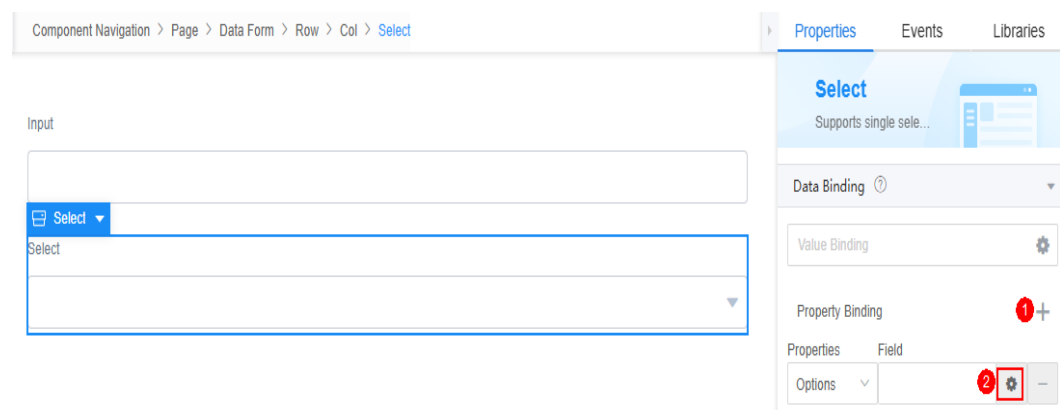 Component Navigation > Page > Data Form > Row > Col > Select
Properties Events Libraries
Select
Supports single sele...
Input
Data Binding ?
Select
Value Binding
Select
Property Binding 1
Properties Field
Options 2